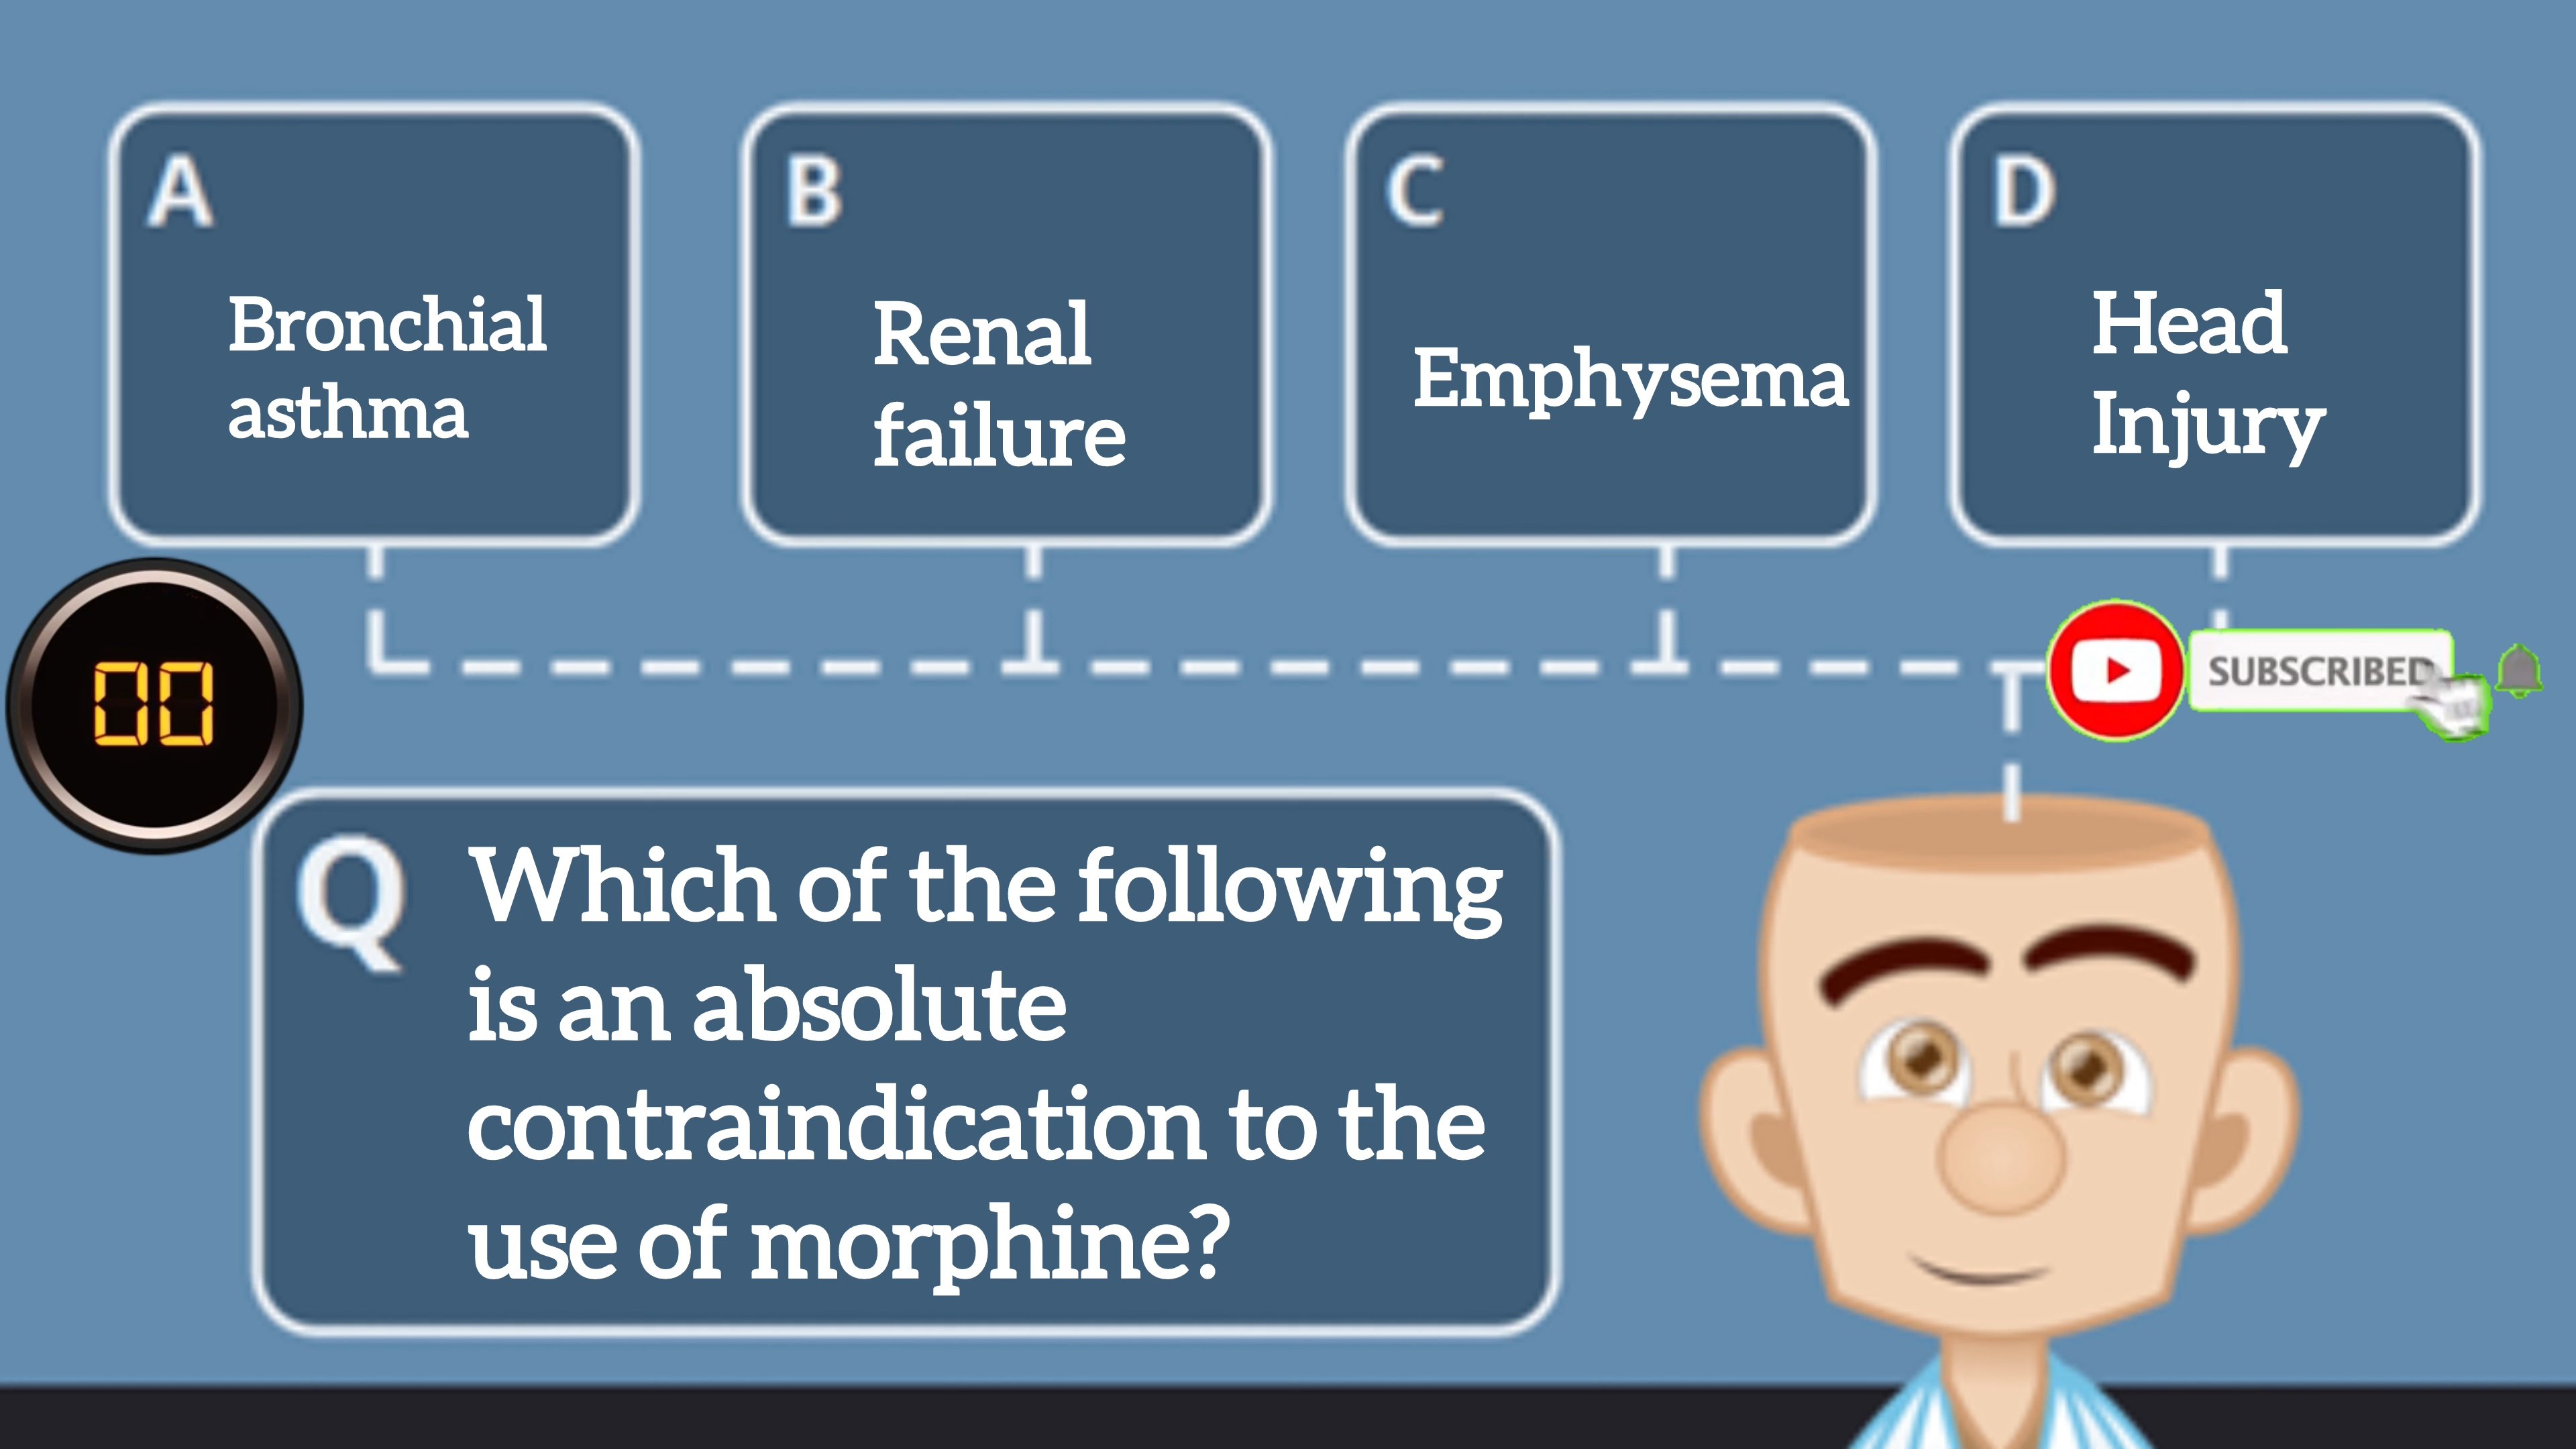 A
Bronchial
asthma
B
Renal
failure
C
Emphysema
D
Head
Injury
00
SUBSCRIBED
Q
Which of the following
is an absolute
contraindication to the
use of morphine?